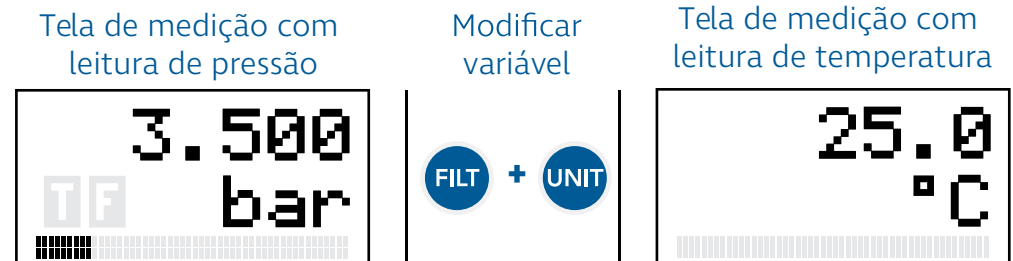 Tela de medição com
leitura de pressão
Modificar
variável
Tela de medição com
leitura de temperatura
3.500
T F bar
FILT + UNIT
25.0
°C